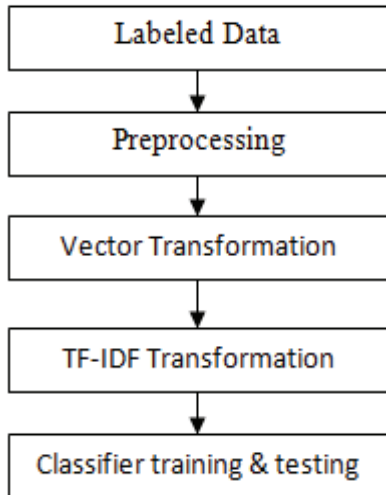 Labeled Data
Preprocessing
Vector Transformation
TF-IDF Transformation
Classifier training & testing